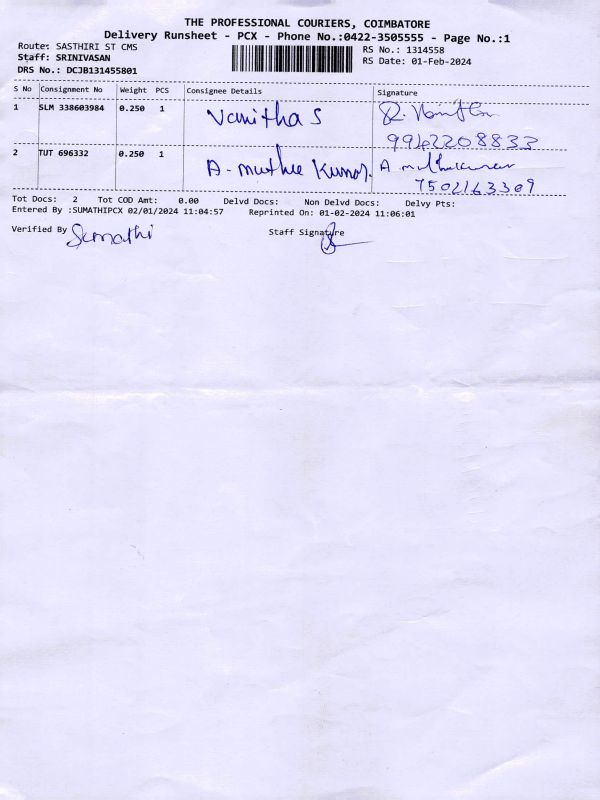 THE PROFESSIONAL COURIERS, COIMBATORE
Delivery Runsheet - PCX - Phone No.:0422-3505555 - Page No.:1
Route: SASTHIRI ST CMS RS No.: 1314558
Staff: SRINIVASAN RS Date: 01-Feb-2024
DRS No.: DCJB131455801
S No Consignment No Weight PCS Consignee Details Signature
1 SLM 338603984 0.250 1 Vanitha S
9942208833
2 TUT 696332 0.250 1 A- muthu Kumar. A muthukumar
7502163309
Tot Docs: 2 Tot COD Amt: 0.00 Delvd Docs: Non Delvd Docs: Delvy Pts:
Entered By :SUMATHIPCX 02/01/2024 11:04:57 Reprinted On: 01-02-2024 11:06:01
Verified By Sumathi Staff Signature